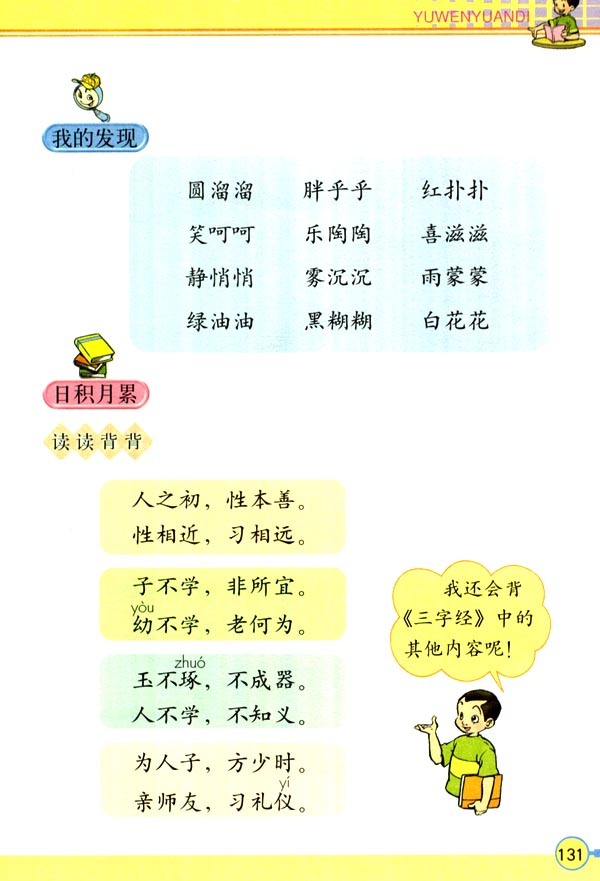 YUWENYUANDI
我的发现
圆溜溜 胖乎乎 红扑扑
笑呵呵 乐陶陶 喜滋滋
静悄悄 雾沉沉 雨蒙蒙
绿油油 黑糊糊 白花花
日积月累
读读背背
人之初，性本善。
性相近，习相远。
子不学，非所宜。
yòu
幼不学，老何为。
zhuó
玉不琢，不成器。
人不学，不知义。
为人子，方少时。
yí
亲师友，习礼仪。
我还会背
《三字经》中的
其他内容呢！
131